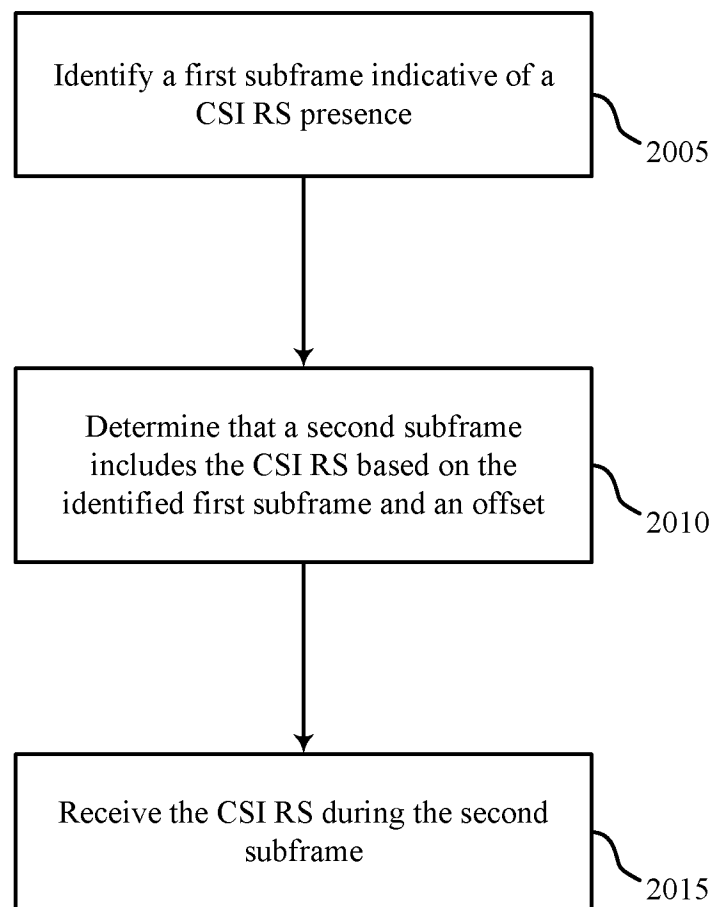 Identify a first subframe indicative of a
CSI RS presence
2005
Determine that a second subframe
includes the CSI RS based on the
identified first subframe and an offset
2010
Receive the CSI RS during the second
subframe
2015